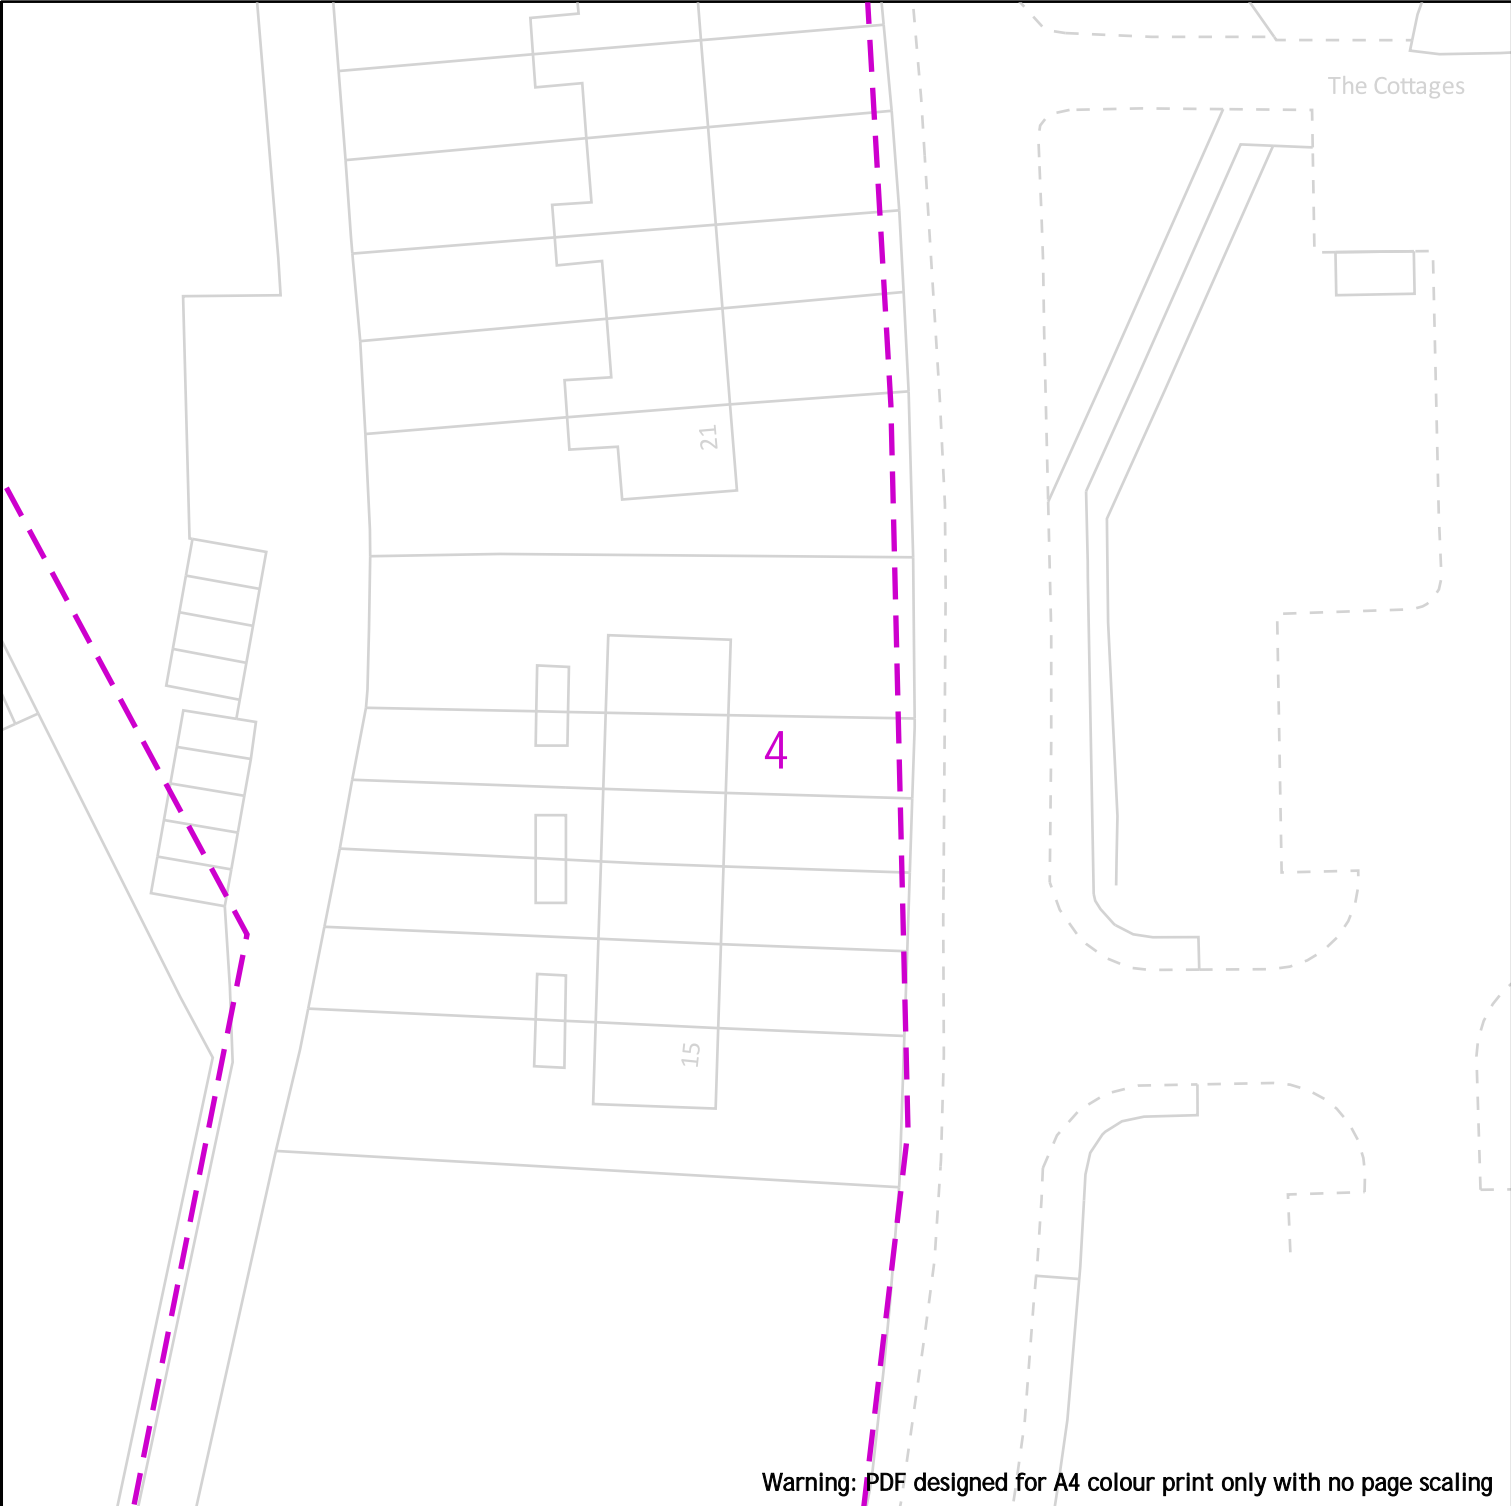 The Cottages
21
4
15
Warning: PDF designed for A4 colour print only with no page scaling